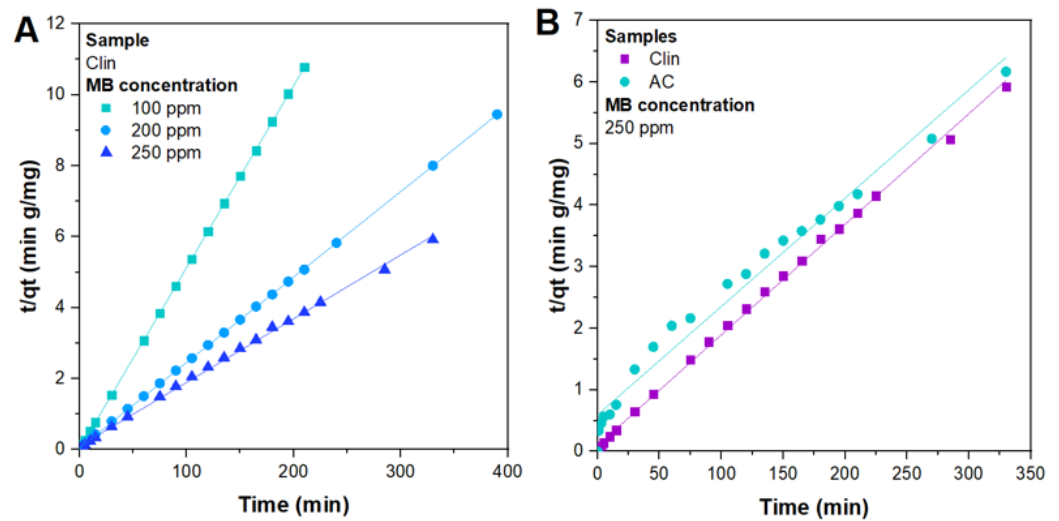 A
Sample
Clin
MB concentration
100 ppm
200 ppm
250 ppm
t/qt (min g/mg)
12
10
8
6
4
2
0
0 100 200 300 400
Time (min)
B
Samples
Clin
AC
MB concentration
250 ppm
t/qt (min g/mg)
7
6
5
4
3
2
1
0
0 50 100 150 200 250 300 350
Time (min)